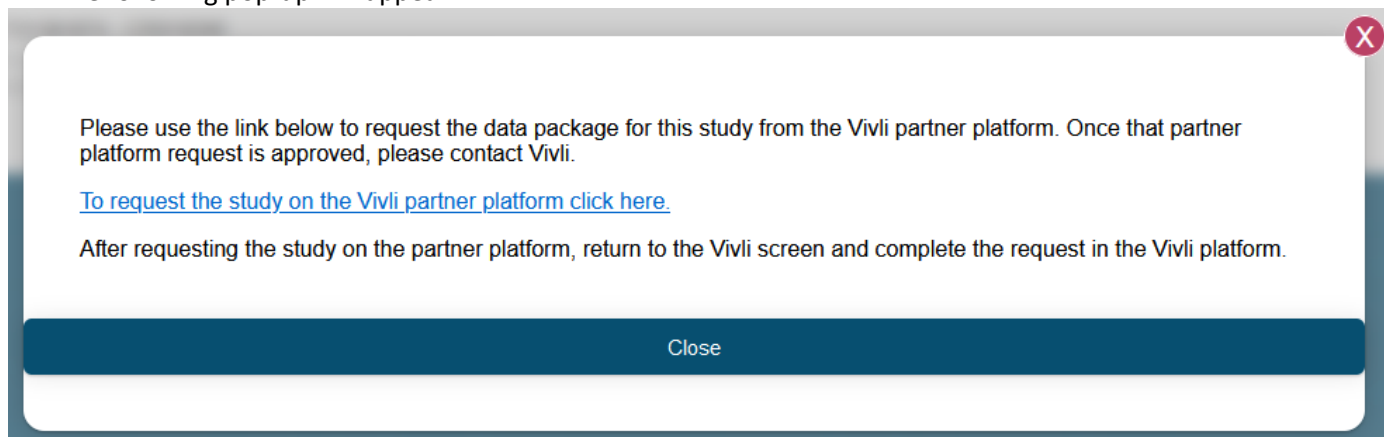 X
Please use the link below to request the data package for this study from the Vivli partner platform. Once that partner
platform request is approved, please contact Vivli.
To request the study on the Vivli partner platform click here.
After requesting the study on the partner platform, return to the Vivli screen and complete the request in the Vivli platform.
Close